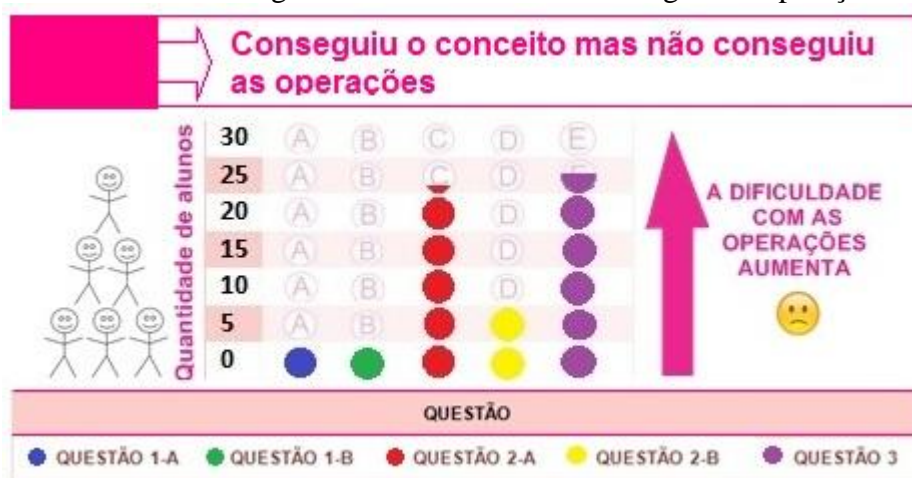 Conseguiu o conceito mas não conseguiu
as operações
Quantidade de alunos
30 A B C D E
25 A B C
20 A B D
15 A B D
10 A B D
5 A B
0
A DIFICULDADE
COM AS
OPERAÇÕES
AUMENTA
QUESTÃO
QUESTÃO 1-A QUESTÃO 1-B QUESTÃO 2-A QUESTÃO 2-B QUESTÃO 3